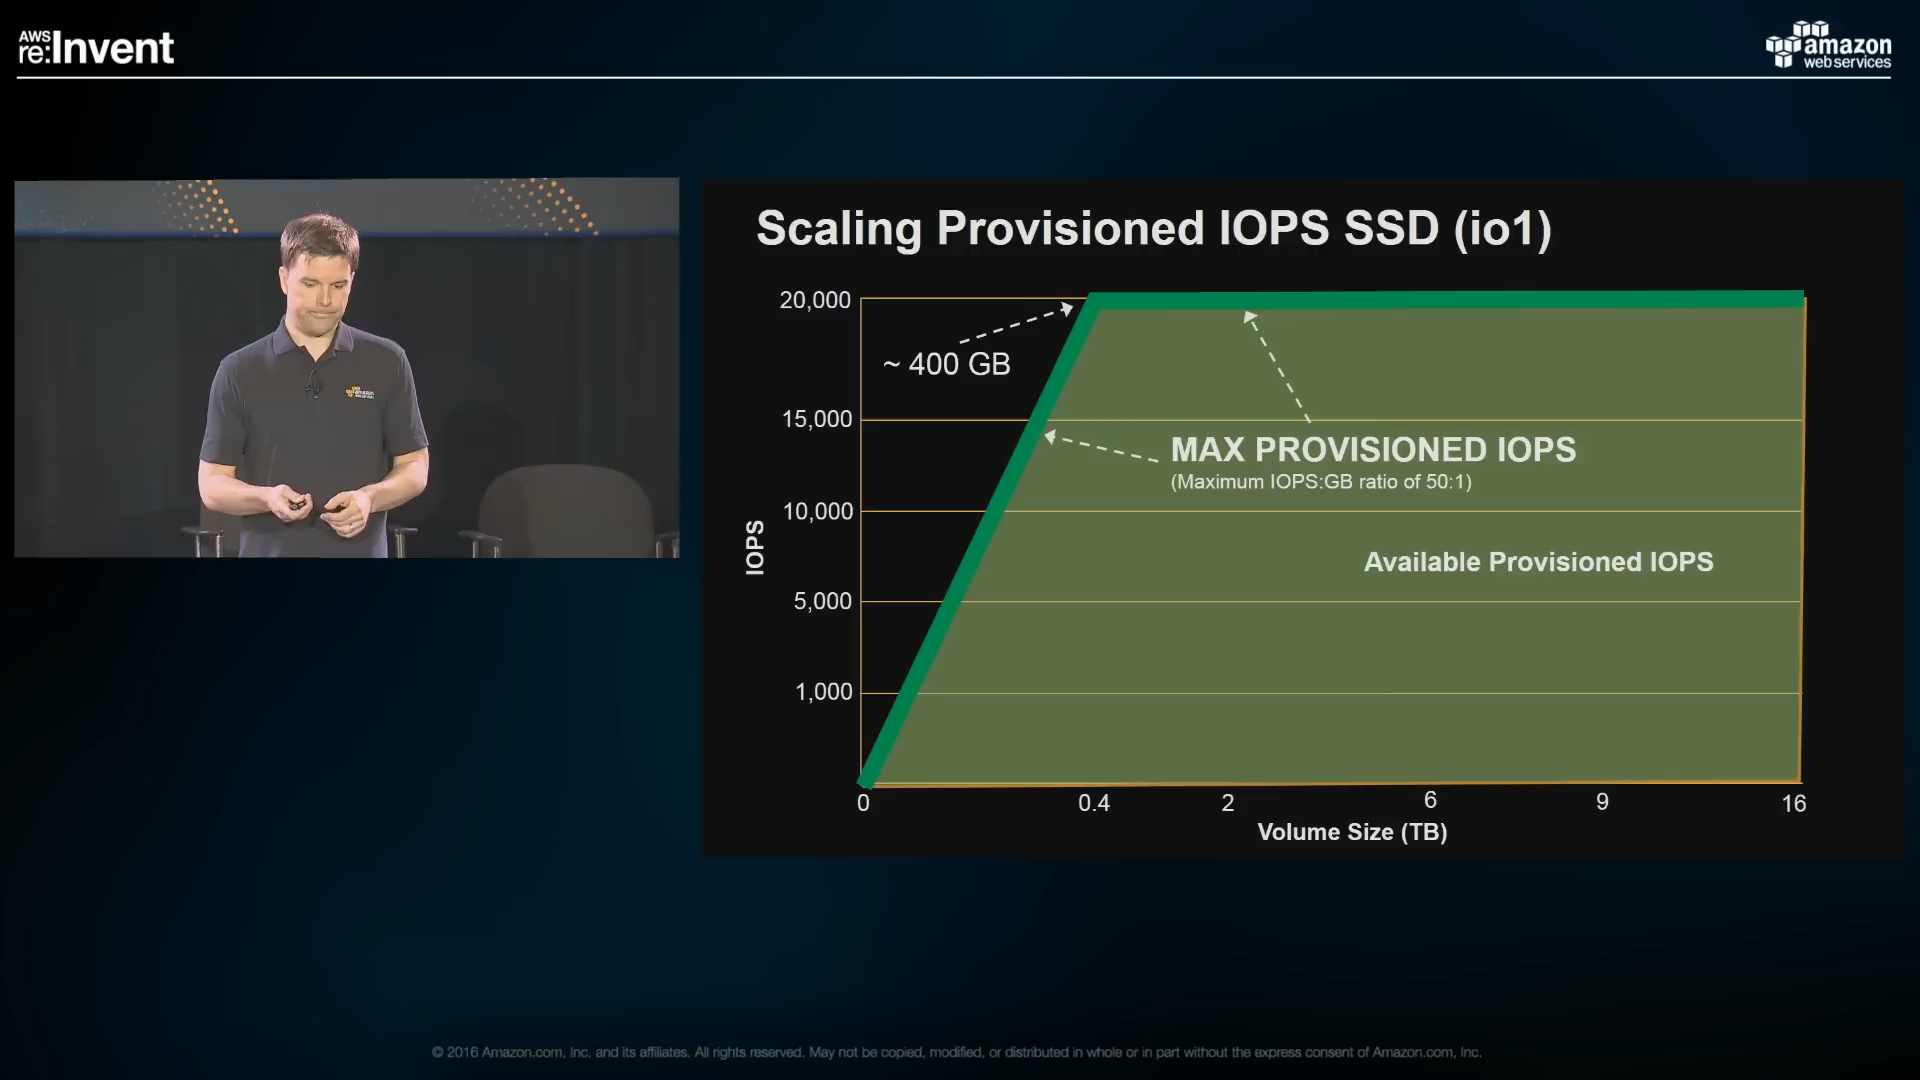 AWS
re:Invent
amazon
web services
Scaling Provisioned IOPS SSD (io1)
20,000
~ 400 GB
15,000
MAX PROVISIONED IOPS
(Maximum IOPS:GB ratio of 50:1)
10,000
IOPS
Available Provisioned IOPS
5,000
1,000
0
0.4
2
6
9
16
Volume Size (TB)
© 2016 Amazon.com, Inc. and its affiliates. All rights reserved. May not be copied, modified, or distributed in whole or in part without the express consent of Amazon.com, Inc.